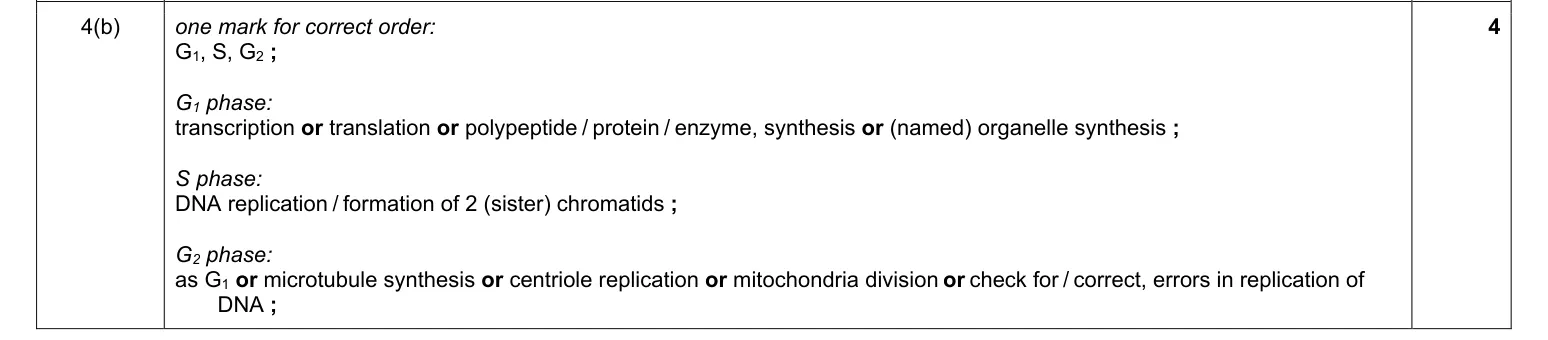 4(b) one mark for correct order: 4
G1, S, G2 ;
G1 phase:
transcription or translation or polypeptide / protein / enzyme, synthesis or (named) organelle synthesis ;
S phase:
DNA replication / formation of 2 (sister) chromatids ;
G2 phase:
as G1 or microtubule synthesis or centriole replication or mitochondria division or check for / correct, errors in replication of
DNA ;